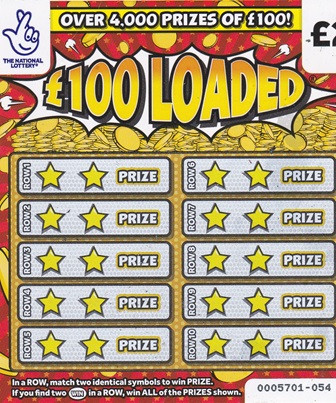 OVER 4,000 PRIZES OF £100!
THE NATIONAL
LOTTERY®
£2
£100 LOADED
ROW 1 PRIZE
ROW 2 PRIZE
ROW 3 PRIZE
ROW 4 PRIZE
ROW 5 PRIZE
ROW 6 PRIZE
ROW 7 PRIZE
ROW 8 PRIZE
ROW 9 PRIZE
ROW 10 PRIZE
In a ROW, match two identical symbols to win PRIZE.
If you find two WIN in a ROW, win ALL of the PRIZES shown.
0005701-054